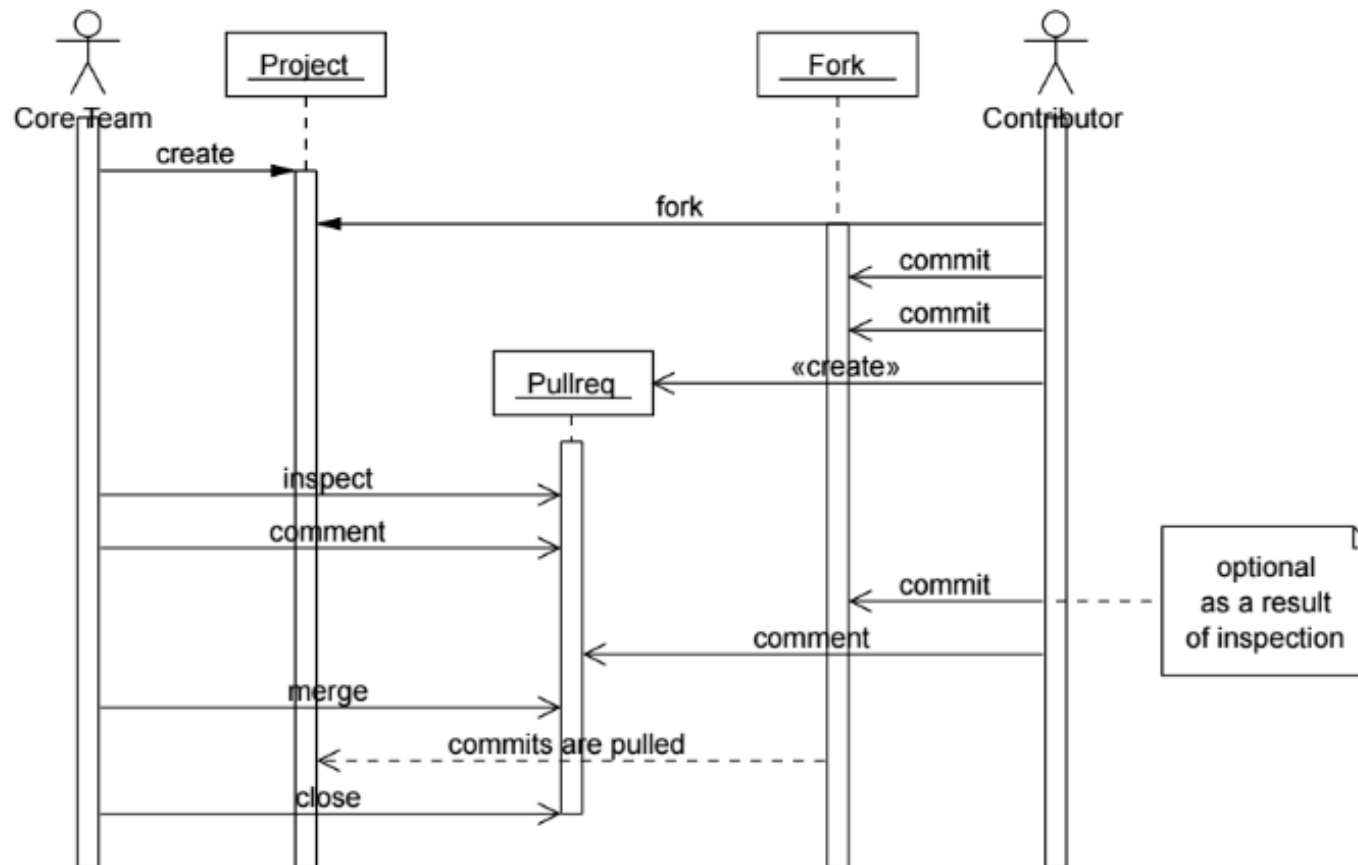 Project
Fork
Core Team
Contributor
create
fork
commit
commit
«create»
Pullreq
inspect
comment
optional
as a result
of inspection
commit
comment
merge
commits are pulled
close